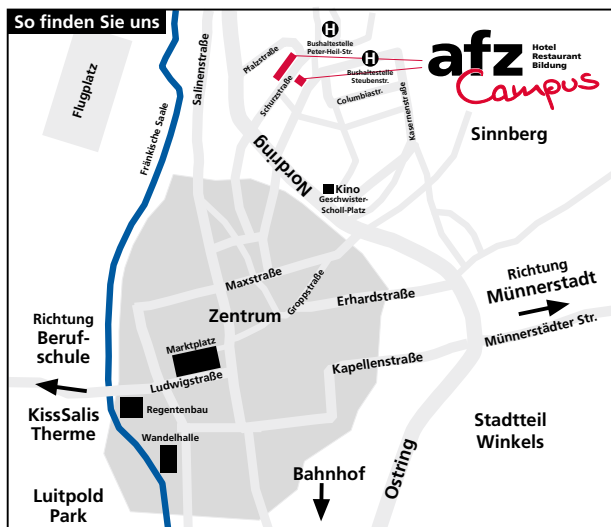 So finden Sie uns
H
Bushaltestelle
Peter-Heil-Str.
H
Bushaltestelle
Steubenstr.
afz
Hotel
Restaurant
Bildung
Campus
Flugplatz
Fränkische Saale
Salinenstraße
Pfalzstraße
Schurzstraße
Columbiastr.
Kasernenstraße
Sinnberg
Nordring
Kino
Geschwister-
Scholl-Platz
Maxstraße
Groppstraße
Erhardstraße
Richtung
Münnerstadt
Münnerstädter Str.
Zentrum
Richtung
Beruf-
schule
Marktplatz
Ludwigstraße
Kapellenstraße
KissSalis
Therme
Regentenbau
Wandelhalle
Stadtteil
Winkels
Ostring
Bahnhof
Luitpold
Park